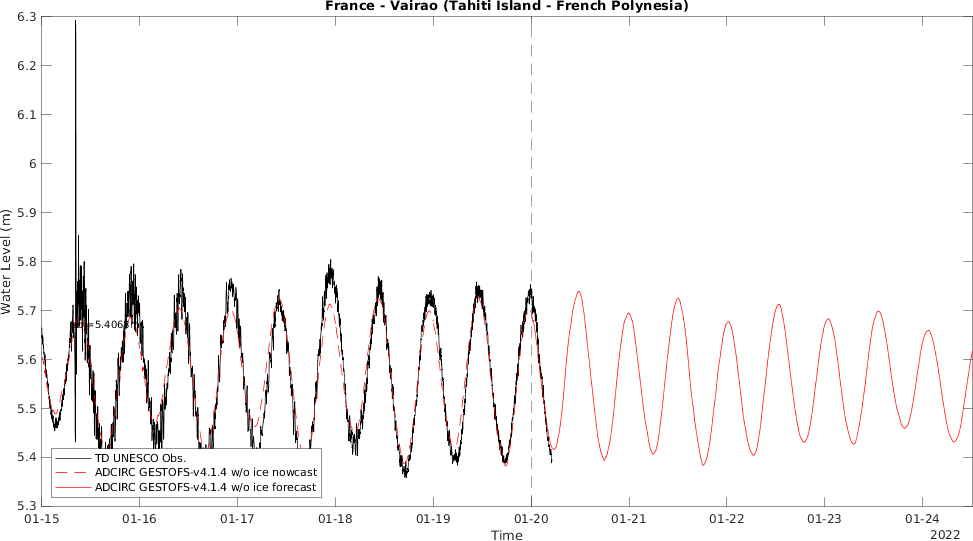 France - Vairao (Tahiti Island - French Polynesia)
6.3
6.2
6.1
6
5.9
5.8
5.7
5.6
5.5
5.4
5.3
Water Level (m)
=5.406
TD UNESCO Obs.
ADCIRC GESTOFS-v4.1.4 w/o ice nowcast
ADCIRC GESTOFS-v4.1.4 w/o ice forecast
01-15 01-16 01-17 01-18 01-19 01-20 01-21 01-22 01-23 01-24
Time
2022